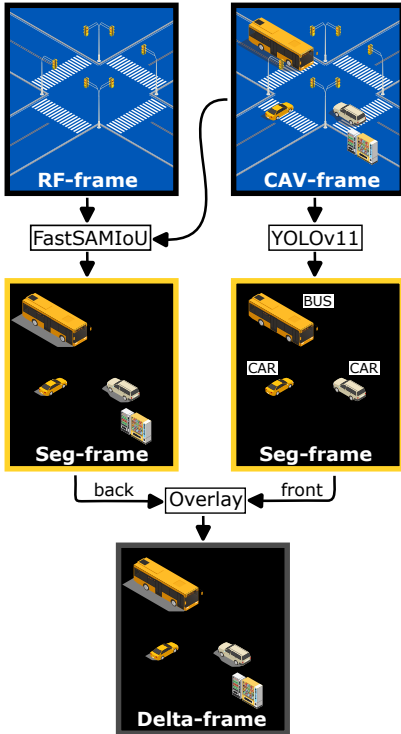 RF-frame
CAV-frame
FastSAMIoU
YOLOv11
BUS
CAR
CAR
Seg-frame
Seg-frame
back
Overlay
front
Delta-frame